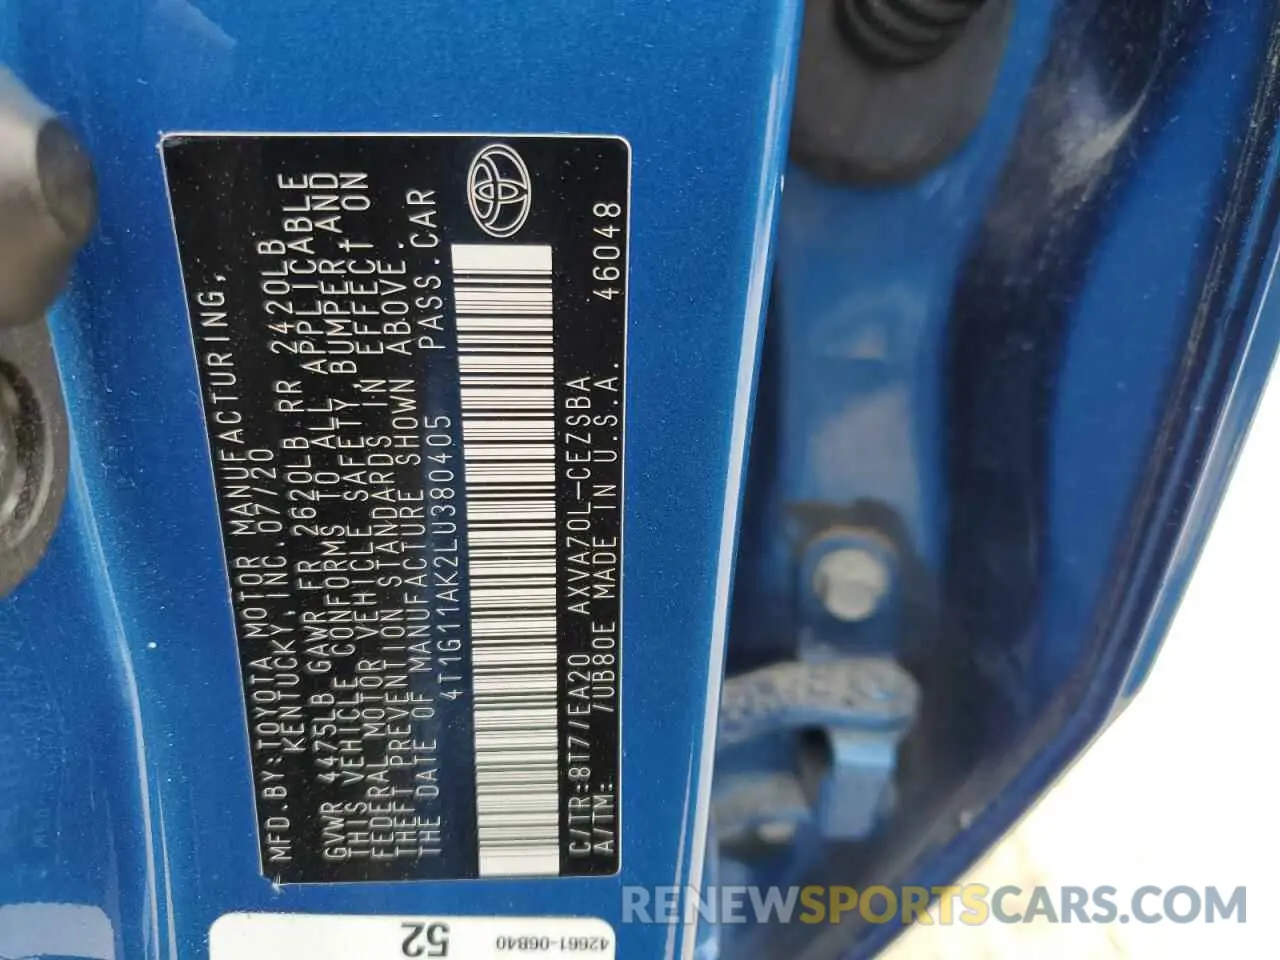 MFD.BY:TOYOTA MOTOR MANUFACTURING,
KENTUCKY, INC. 07/20
GVWR 4475LB GAWR FR 2620LB RR 2420LB
THIS VEHICLE CONFORMS TO ALL APPLICABLE
FEDERAL MOTOR VEHICLE SAFETY,BUMPER,AND
THEFT PREVENTION STANDARDS IN EFFECT ON
THE DATE OF MANUFACTURE SHOWN ABOVE.
4T1G11AK2LU380405 PASS.CAR
C/TR:8T7/EA20 AXVA70L-CEZSBA
A/TM: /UB80E MADE IN U.S.A. 46048
52
42661-06B40
RENEWSPORTSCARS.COM